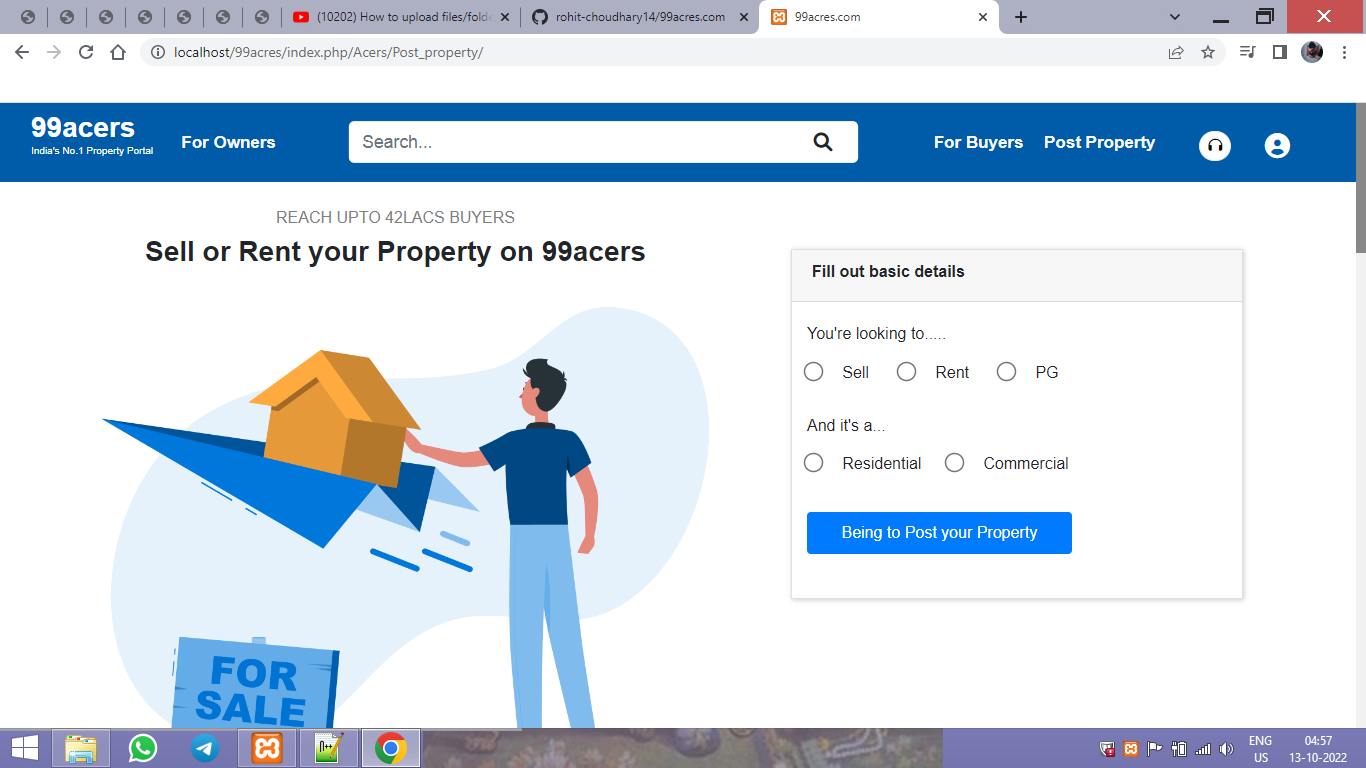 (10202) How to upload files/folde
rohit-choudhary14/99acres.com
99acres.com
localhost/99acres/index.php/Acers/Post_property/
99acers
India's No.1 Property Portal
For Owners
Search...
For Buyers
Post Property
REACH UPTO 42LACS BUYERS
Sell or Rent your Property on 99acers
Fill out basic details
You're looking to.....
Sell
Rent
PG
And it's a...
Residential
Commercial
Being to Post your Property
FOR
SALE
ENG
US
04:57
13-10-2022